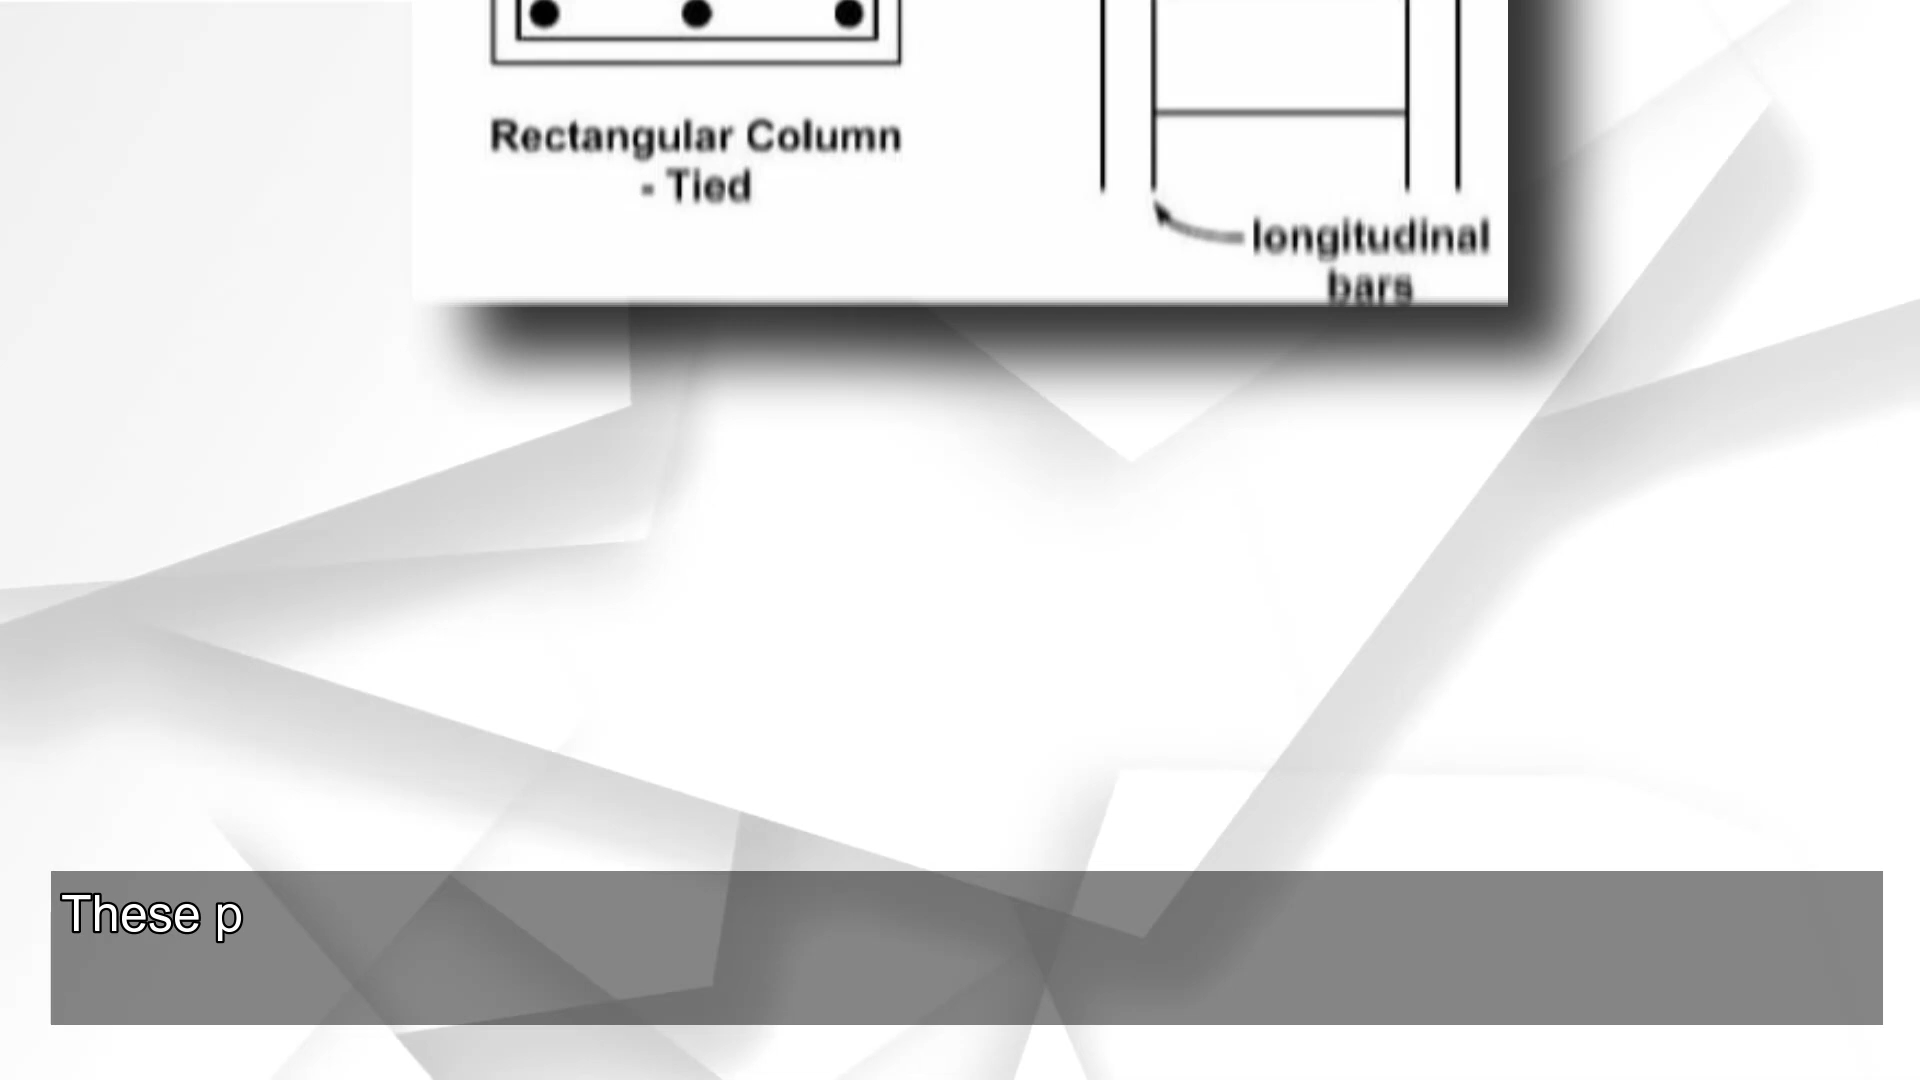 Rectangular Column
- Tied
longitudinal
bars
These p